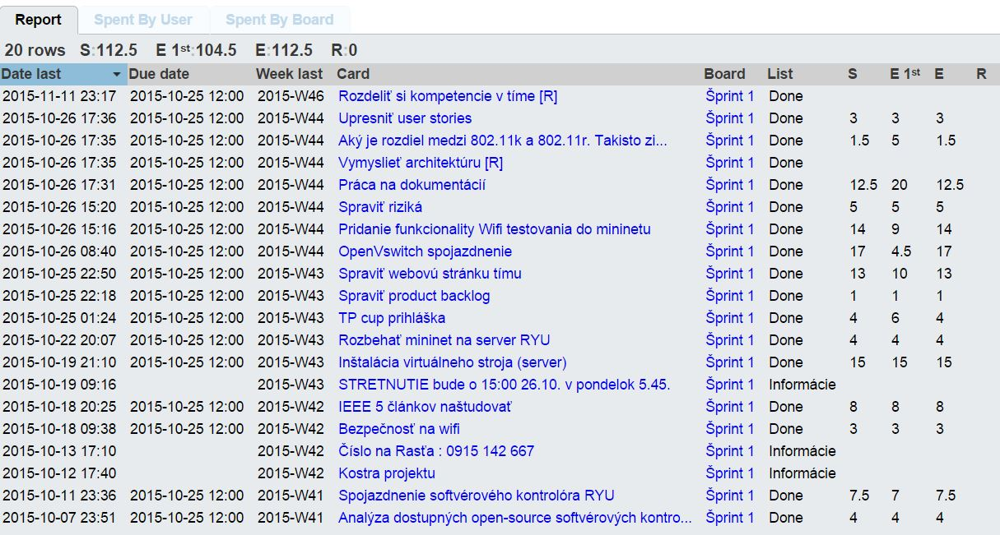 Report Spent By User Spent By Board
20 rows S:112.5 E 1st:104.5 E:112.5 R:0
Date last Due date Week last Card Board List S E 1st E R
2015-11-11 23:17 2015-10-25 12:00 2015-W46 Rozdeliť si kompetencie v tíme [R] Šprint 1 Done
2015-10-26 17:36 2015-10-25 12:00 2015-W44 Upresniť user stories Šprint 1 Done 3 3 3
2015-10-26 17:35 2015-10-25 12:00 2015-W44 Aký je rozdiel medzi 802.11k a 802.11r. Takisto zi... Šprint 1 Done 1.5 5 1.5
2015-10-26 17:35 2015-10-25 12:00 2015-W44 Vymyslieť architektúru [R] Šprint 1 Done
2015-10-26 17:31 2015-10-25 12:00 2015-W44 Práca na dokumentácií Šprint 1 Done 12.5 20 12.5
2015-10-26 15:20 2015-10-25 12:00 2015-W44 Spraviť riziká Šprint 1 Done 5 5 5
2015-10-26 15:16 2015-10-25 12:00 2015-W44 Pridanie funkcionality Wifi testovania do mininetu Šprint 1 Done 14 9 14
2015-10-26 08:40 2015-10-25 12:00 2015-W44 OpenVswitch spojazdnenie Šprint 1 Done 17 4.5 17
2015-10-25 22:50 2015-10-25 12:00 2015-W43 Spraviť webovú stránku tímu Šprint 1 Done 13 10 13
2015-10-25 22:18 2015-10-25 12:00 2015-W43 Spraviť product backlog Šprint 1 Done 1 1 1
2015-10-25 01:24 2015-10-25 12:00 2015-W43 TP cup prihláška Šprint 1 Done 4 6 4
2015-10-22 20:07 2015-10-25 12:00 2015-W43 Rozbehať mininet na server RYU Šprint 1 Done 4 4 4
2015-10-19 21:10 2015-10-25 12:00 2015-W43 Inštalácia virtuálneho stroja (server) Šprint 1 Done 15 15 15
2015-10-19 09:16 2015-W43 STRETNUTIE bude o 15:00 26.10. v pondelok 5.45. Šprint 1 Informácie
2015-10-18 20:25 2015-10-25 12:00 2015-W42 IEEE 5 článkov naštudovať Šprint 1 Done 8 8 8
2015-10-18 09:38 2015-10-25 12:00 2015-W42 Bezpečnosť na wifi Šprint 1 Done 3 3 3
2015-10-13 17:10 2015-W42 Číslo na Rasťa : 0915 142 667 Šprint 1 Informácie
2015-10-12 17:40 2015-W42 Kostra projektu Šprint 1 Informácie
2015-10-11 23:36 2015-10-25 12:00 2015-W41 Spojazdnenie softvérového kontrolóra RYU Šprint 1 Done 7.5 7 7.5
2015-10-07 23:51 2015-10-25 12:00 2015-W41 Analýza dostupných open-source softvérových kontro... Šprint 1 Done 4 4 4